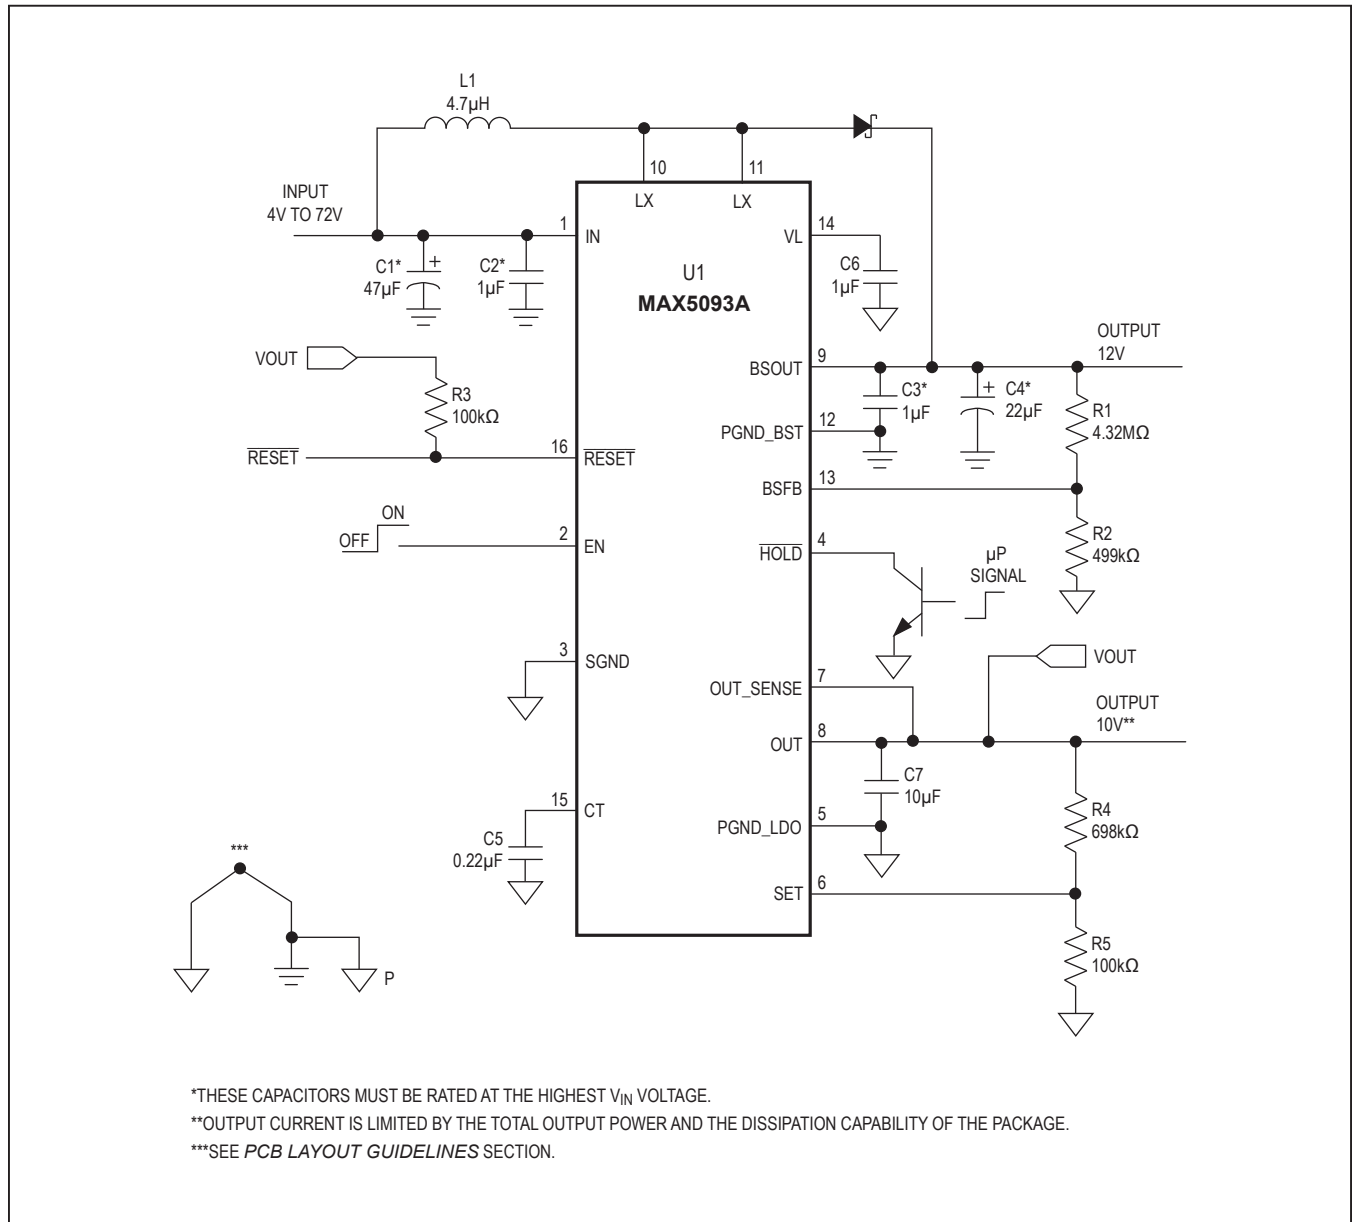 L1
4.7µH
10
11
LX
LX
INPUT
4V TO 72V
1
IN
VL
14
C1*
47µF
+
C2*
1µF
U1
MAX5093A
C6
1µF
VOUT
R3
100kΩ
BSOUT
9
OUTPUT
12V
C3*
1µF
+
C4*
22µF
R1
4.32MΩ
PGND_BST
12
RESET
16
RESET
BSFB
13
ON
OFF
2
EN
HOLD
4
µP
SIGNAL
R2
499kΩ
3
SGND
VOUT
OUT_SENSE
7
OUT
8
OUTPUT
10V**
C7
10µF
15
CT
C5
0.22µF
PGND_LDO
5
R4
698kΩ
***
SET
6
R5
100kΩ
P
*THESE CAPACITORS MUST BE RATED AT THE HIGHEST VIN VOLTAGE.
**OUTPUT CURRENT IS LIMITED BY THE TOTAL OUTPUT POWER AND THE DISSIPATION CAPABILITY OF THE PACKAGE.
***SEE PCB LAYOUT GUIDELINES SECTION.